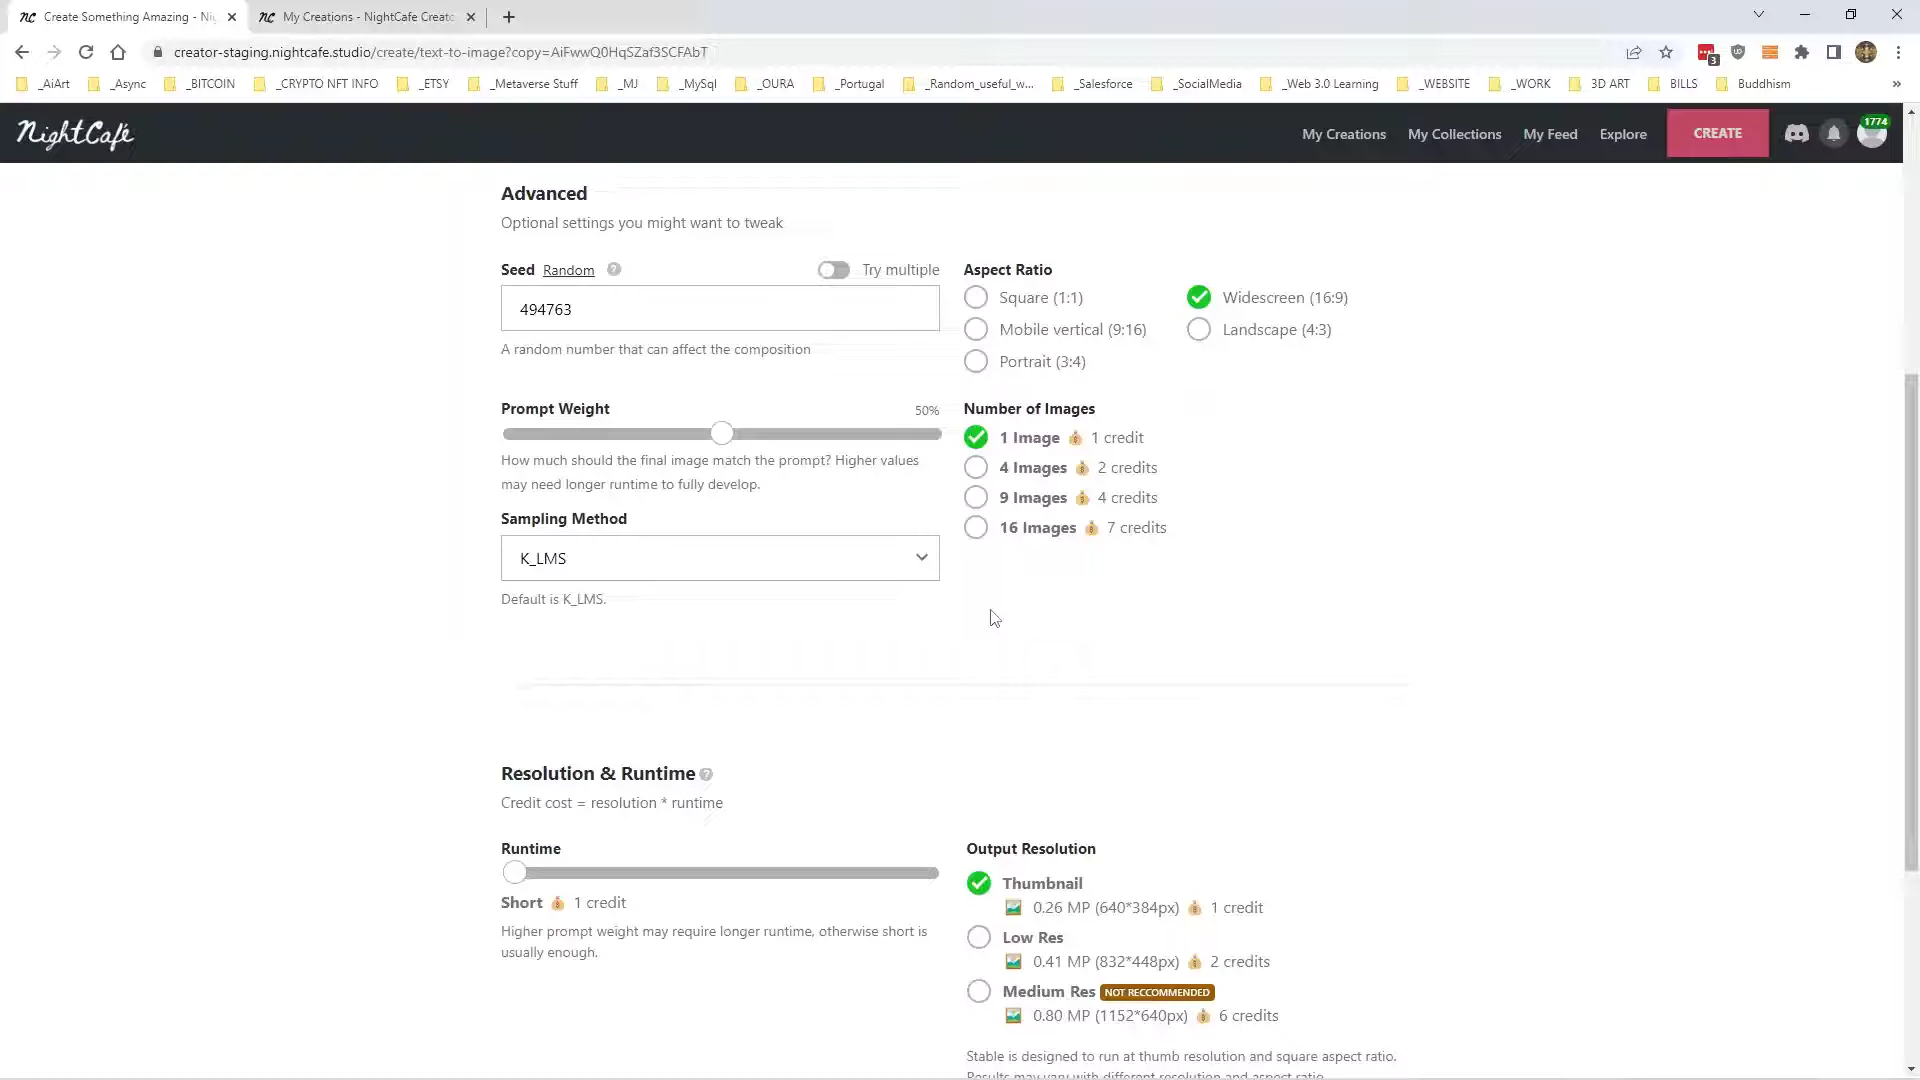 Create Something Amazing - Ni
My Creations - NightCafe Creato
creator-staging.nightcafe.studio/create/text-to-image?copy=AiFwwQ0HqSZaf3SCFAbT
3
_AiArt _Async _BITCOIN _CRYPTO NFT INFO _ETSY _Metaverse Stuff _MJ _MySql _OURA _Portugal _Random_useful_w... _Salesforce _SocialMedia _Web 3.0 Learning _WEBSITE _WORK 3D ART BILLS Buddhism »
NightCafé
My Creations My Collections My Feed Explore CREATE 1774
Advanced
Optional settings you might want to tweak
Seed Random ? Try multiple
494763
A random number that can affect the composition
Aspect Ratio
Square (1:1) Widescreen (16:9)
Mobile vertical (9:16) Landscape (4:3)
Portrait (3:4)
Prompt Weight 50%
How much should the final image match the prompt? Higher values
may need longer runtime to fully develop.
Number of Images
1 Image 1 credit
4 Images 2 credits
9 Images 4 credits
16 Images 7 credits
Sampling Method
K_LMS
Default is K_LMS.
Resolution & Runtime ?
Credit cost = resolution * runtime
Runtime
Short 1 credit
Higher prompt weight may require longer runtime, otherwise short is
usually enough.
Output Resolution
Thumbnail
0.26 MP (640*384px) 1 credit
Low Res
0.41 MP (832*448px) 2 credits
Medium Res NOT RECCOMMENDED
0.80 MP (1152*640px) 6 credits
Stable is designed to run at thumb resolution and square aspect ratio.
Results may vary with different resolution and aspect ratio.